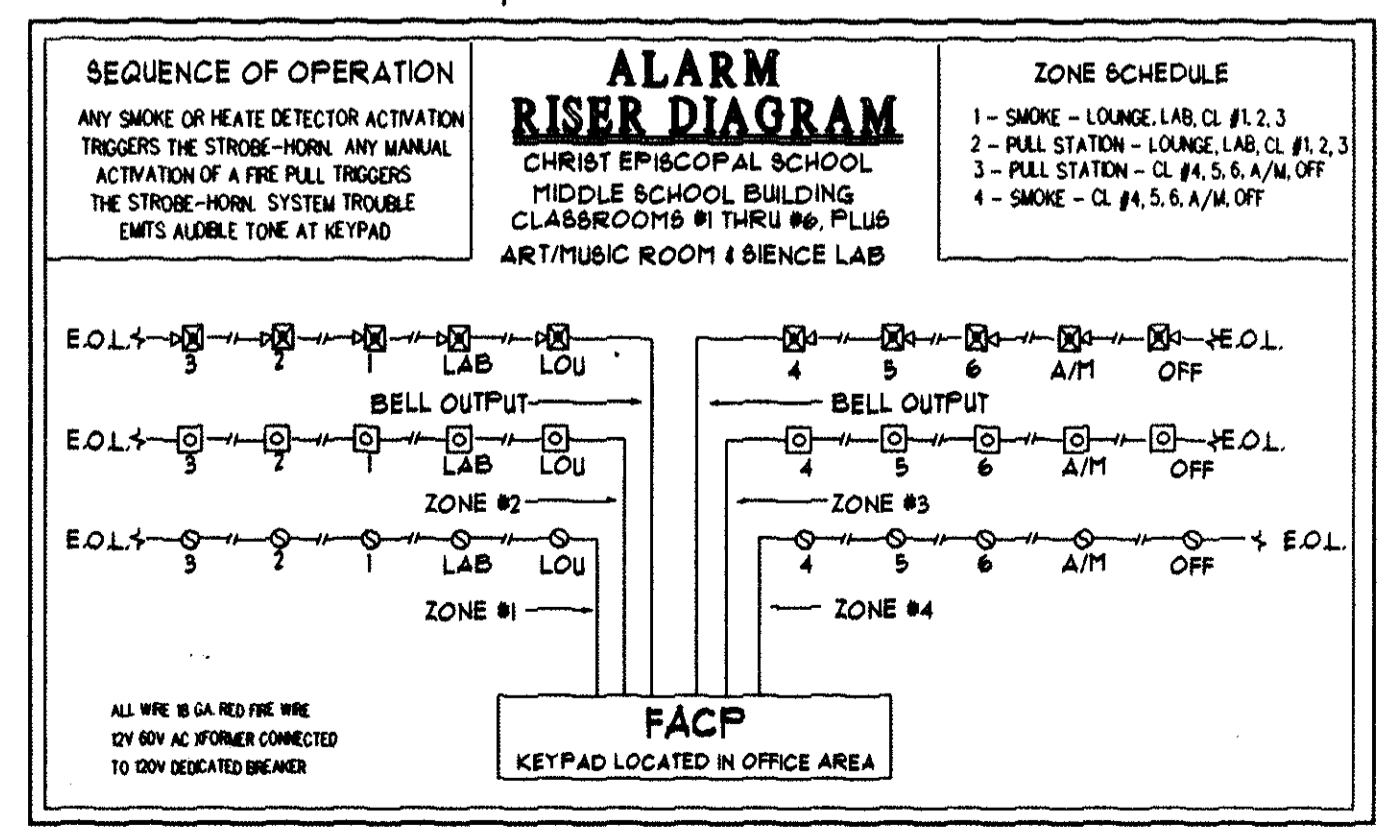 SEQUENCE OF OPERATION
ANY SMOKE OR HEATE DETECTOR ACTIVATION
TRIGGERS THE STROBE-HORN. ANY MANUAL
ACTIVATION OF A FIRE PULL TRIGGERS
THE STROBE-HORN. SYSTEM TROUBLE
EMITS AUDIBLE TONE AT KEYPAD
ALARM
RISER DIAGRAM
CHRIST EPISCOPAL SCHOOL
MIDDLE SCHOOL BUILDING
CLASSROOMS #1 THRU #6, PLUS
ART/MUSIC ROOM & SIENCE LAB
ZONE SCHEDULE
1 - SMOKE - LOUNGE, LAB, CL #1, 2, 3
2 - PULL STATION - LOUNGE, LAB, CL #1, 2, 3
3 - PULL STATION - CL #4, 5, 6, A/M, OFF
4 - SMOKE - CL #4, 5, 6, A/M, OFF
E.O.L. E.O.L.
3 2 1 LAB LOU 4 5 6 A/M OFF
BELL OUTPUT BELL OUTPUT
E.O.L. E.O.L.
3 2 1 LAB LOU 4 5 6 A/M OFF
ZONE #2 ZONE #3
E.O.L. E.O.L.
3 2 1 LAB LOU 4 5 6 A/M OFF
ZONE #1 ZONE #4
ALL WIRE 18 GA. RED FIRE WIRE
12V 60V AC XFORMER CONNECTED
TO 120V DEDICATED BREAKER
FACP
KEYPAD LOCATED IN OFFICE AREA